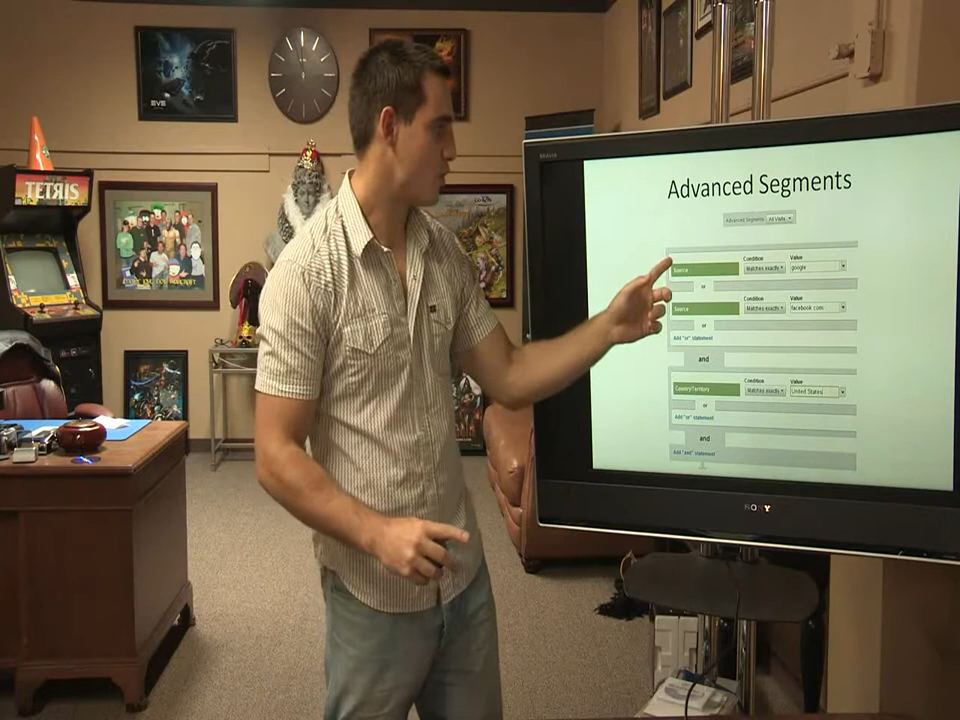 EVE
TETRIS
BRAVIA
Advanced Segments
Advanced Segments: All Visits
Condition Value
Source Matches exactly google
or
Condition Value
Source Matches exactly facebook.com
or
Add "or" statement
and
Condition Value
Country/Territory Matches exactly United States
or
Add "or" statement
and
Add "and" statement
SONY